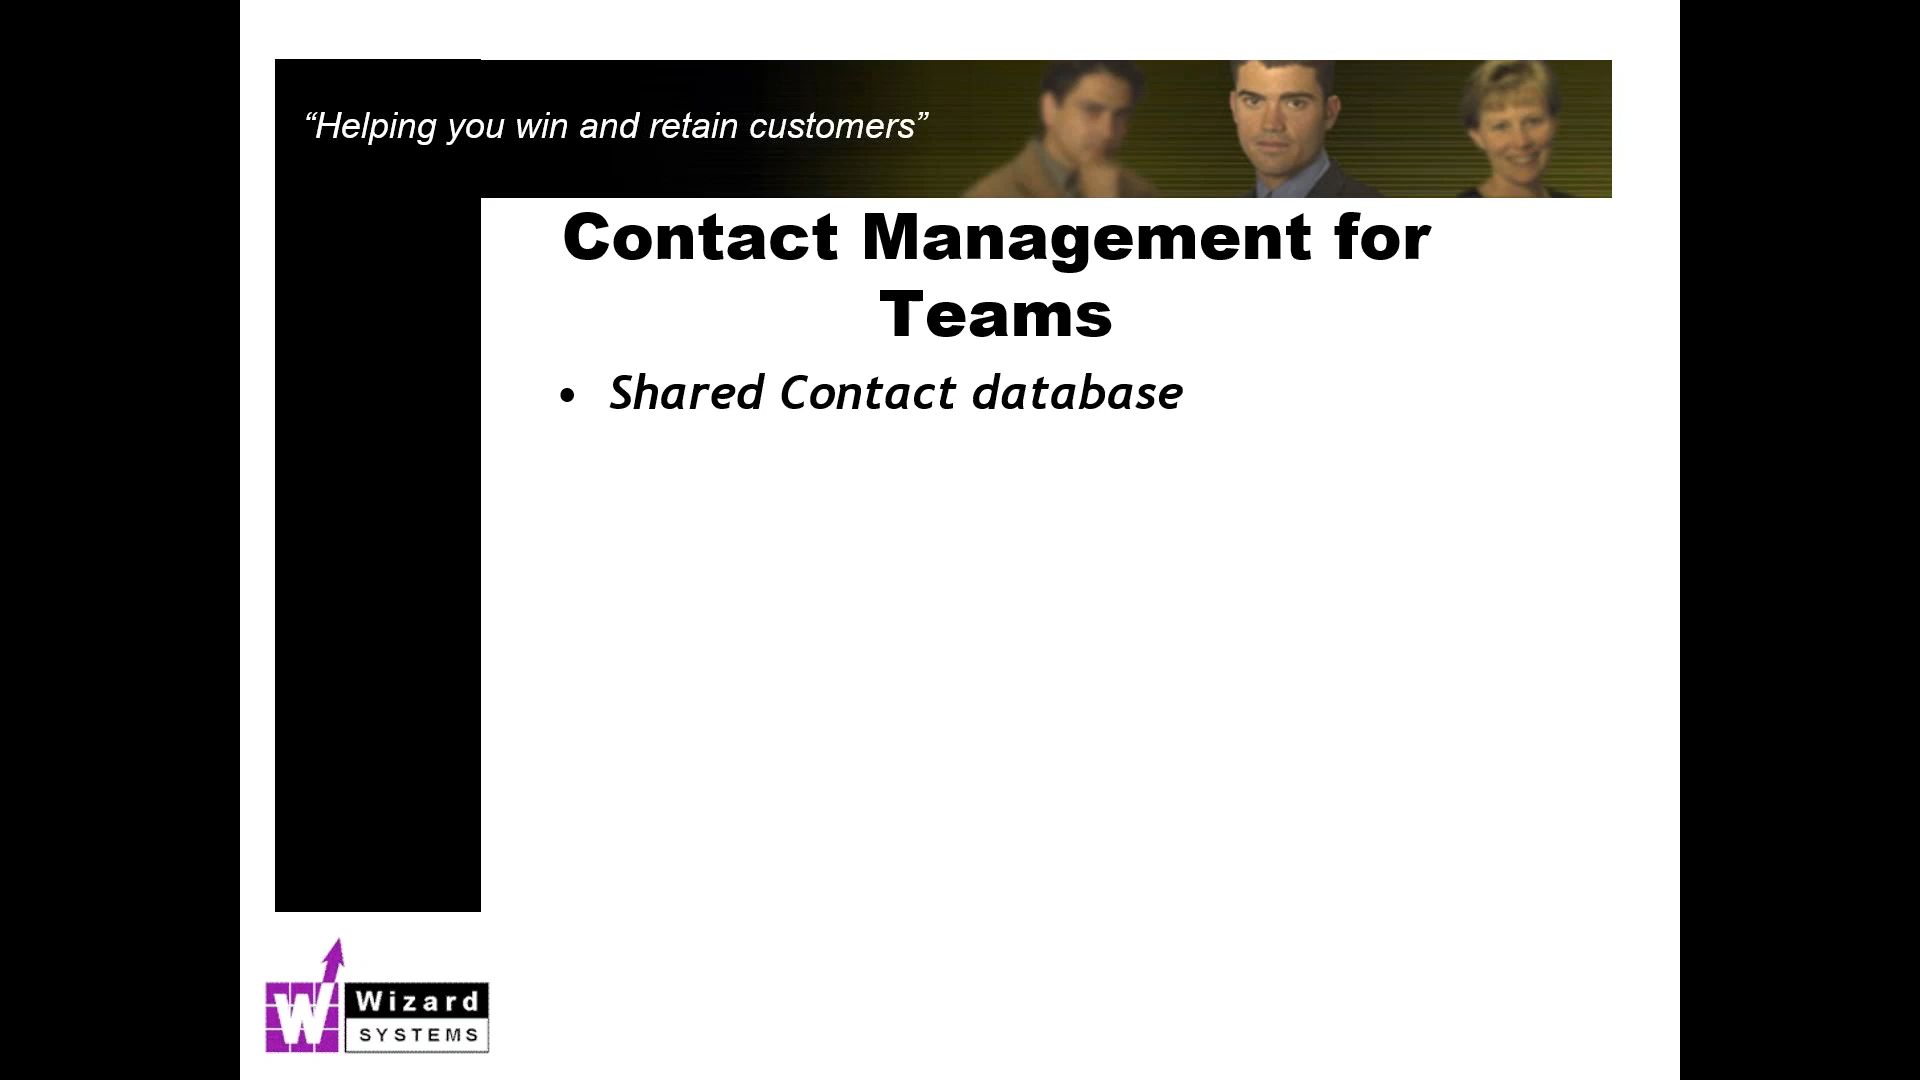 “Helping you win and retain customers”
Contact Management for
Teams
• Shared Contact database
W Wizard
SYSTEMS